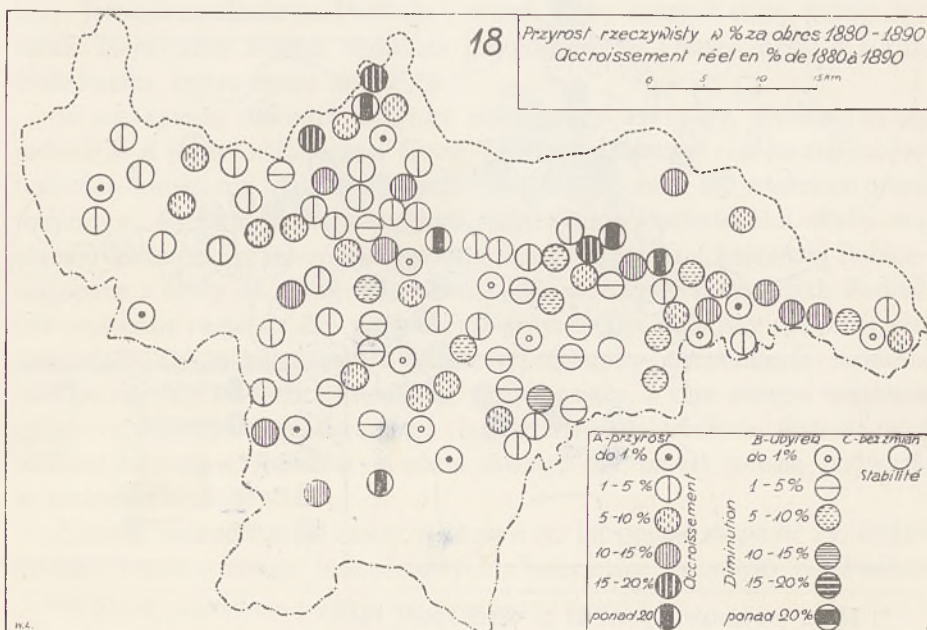 18
Przyrost rzeczywisty w % za okres 1880-1890
Accroissement réel en % de 1880 à 1890
0 5 10 15 km
A-przyrost B-ubytek C-bez zmian
do 1% do 1%
Stabilité
1-5% 1-5%
5-10% 5-10%
10-15% 10-15%
15-20% 15-20%
ponad 20 ponad 20%
Accroissement
Diminution